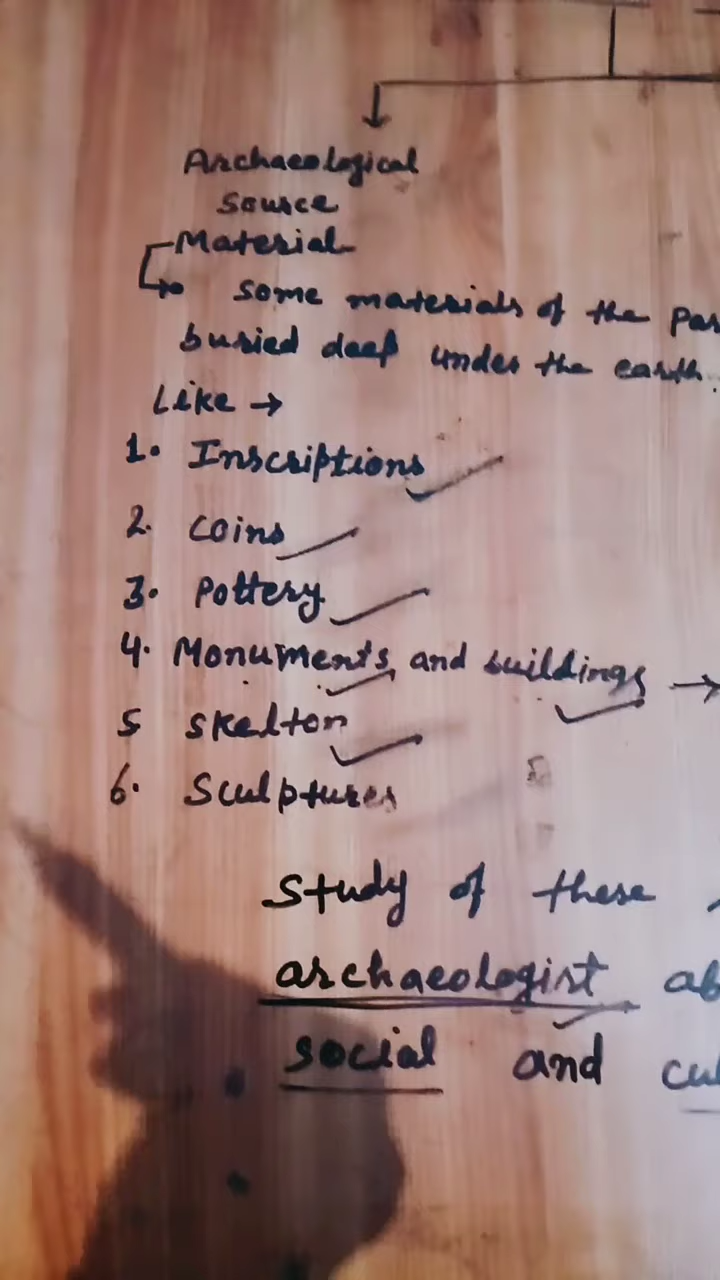 Archaeological
Source
Material
some materials of the
buried deep under the earth.
Like →
1. Inscriptions
2. Coins
3. Pottery
4. Monuments and buildings →
5 Skelton
6. Sculptures
Study of these
archaeologist
social and